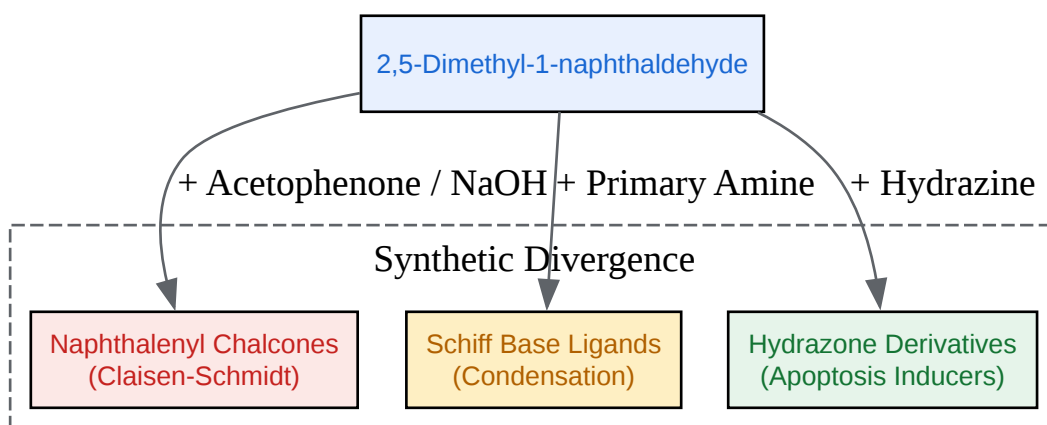 2,5-Dimethyl-1-naphthaldehyde
+ Acetophenone / NaOH
+ Primary Amine
+ Hydrazine
Synthetic Divergence
Naphthalenyl Chalcones
(Claisen-Schmidt)
Schiff Base Ligands
(Condensation)
Hydrazone Derivatives
(Apoptosis Inducers)